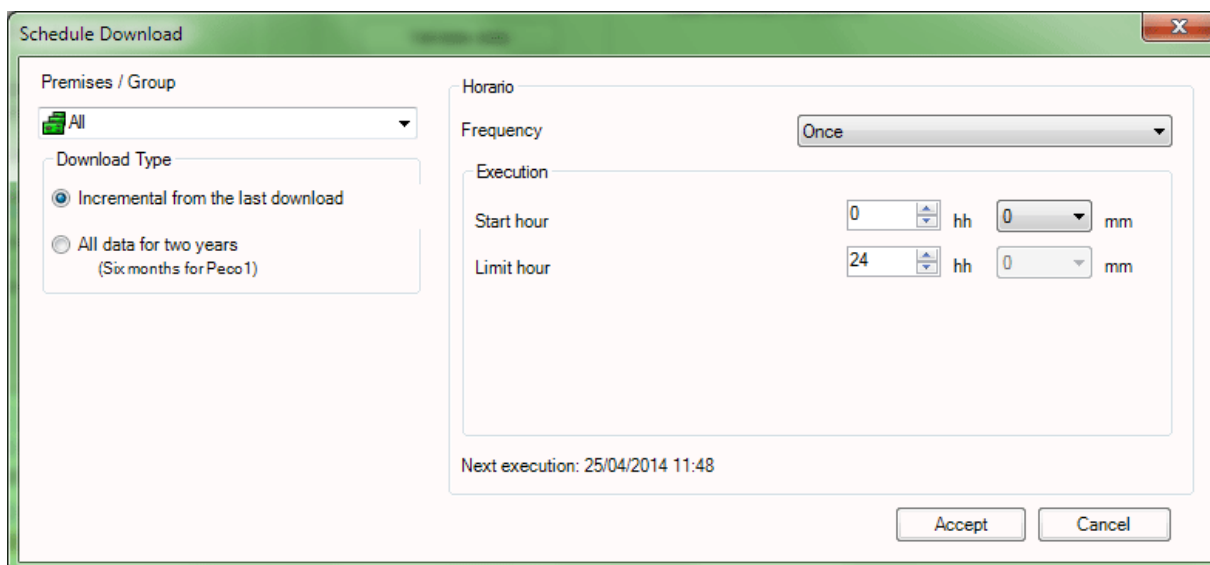 Schedule Download
Premises / Group
All
Download Type
Incremental from the last download
All data for two years
(Six months for Peco1)
Horario
Frequency
Once
Execution
Start hour
0
hh
0
mm
Limit hour
24
hh
0
mm
Next execution: 25/04/2014 11:48
Accept
Cancel